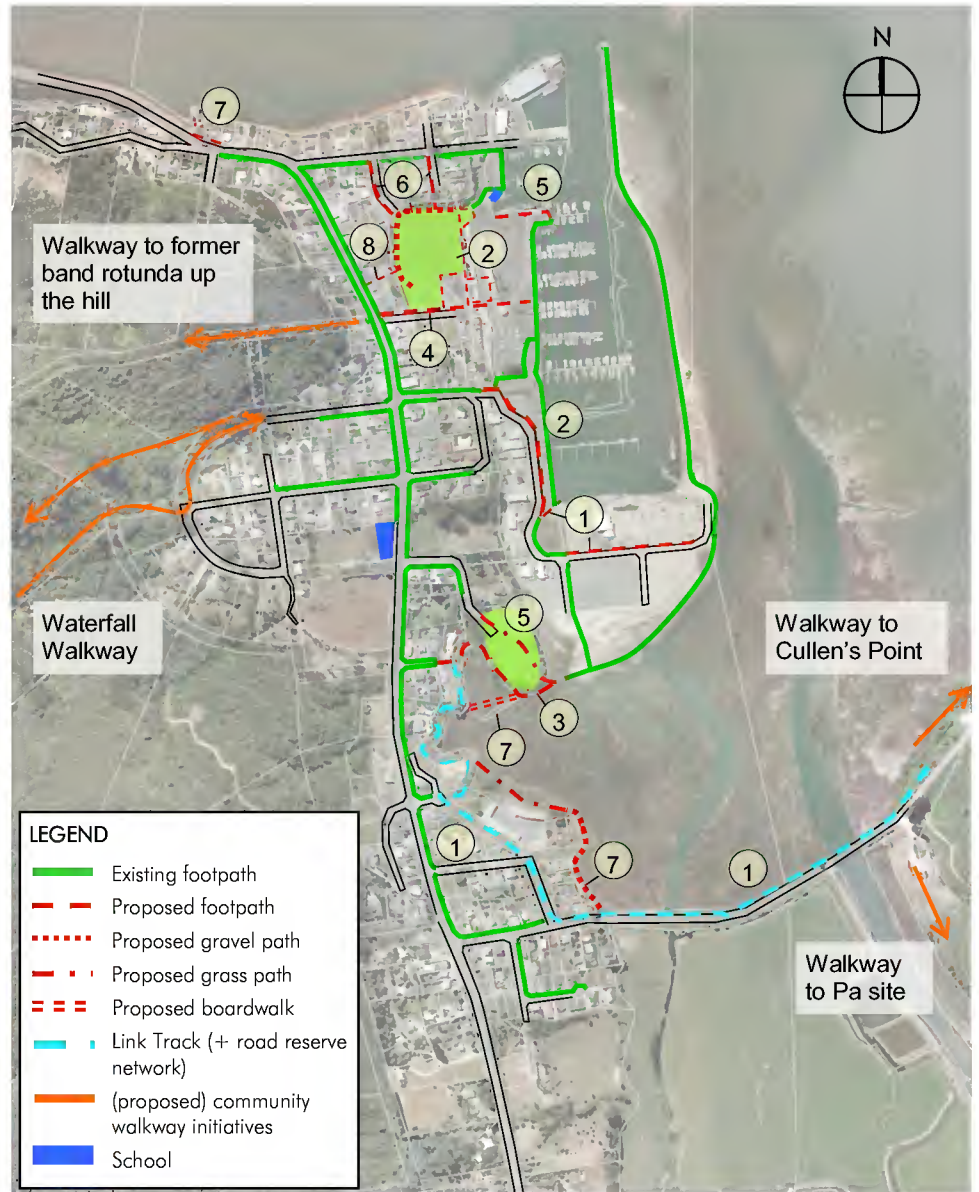 N
7
6
5
Walkway to former
band rotunda up
the hill
8
2
4
2
1
Waterfall
Walkway
5
Walkway to
Cullen's Point
3
7
LEGEND
Existing footpath
Proposed footpath
Proposed gravel path
Proposed grass path
Proposed boardwalk
Link Track (+ road reserve
network)
(proposed) community
walkway initiatives
School
1
7
1
Walkway
to Pa site